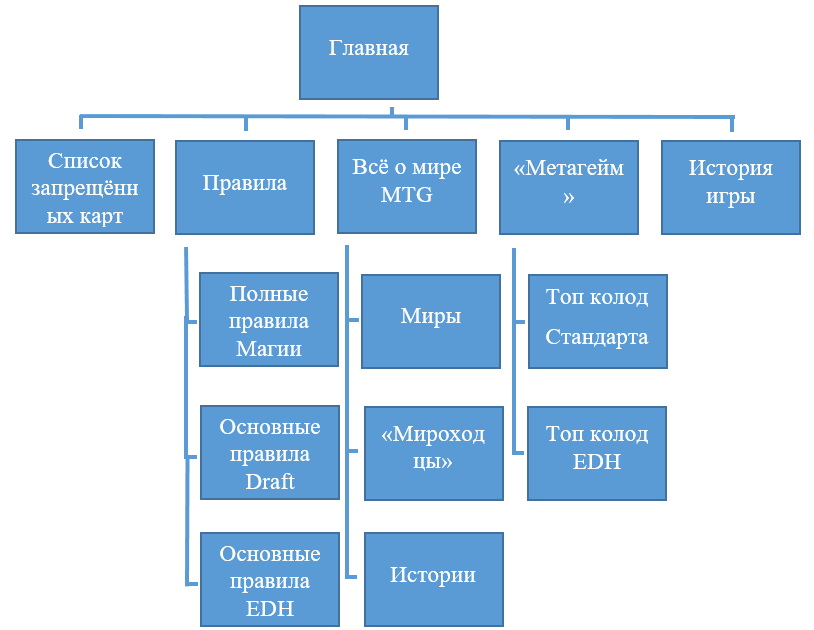 Главная
Список
запрещённ
ых карт
Правила
Всё о мире
MTG
«Метагейм
»
История
игры
Полные
правила
Магии
Миры
Топ колод
Стандарта
Основные
правила
Draft
«Мироход
цы»
Топ колод
EDH
Основные
правила
EDH
Истории